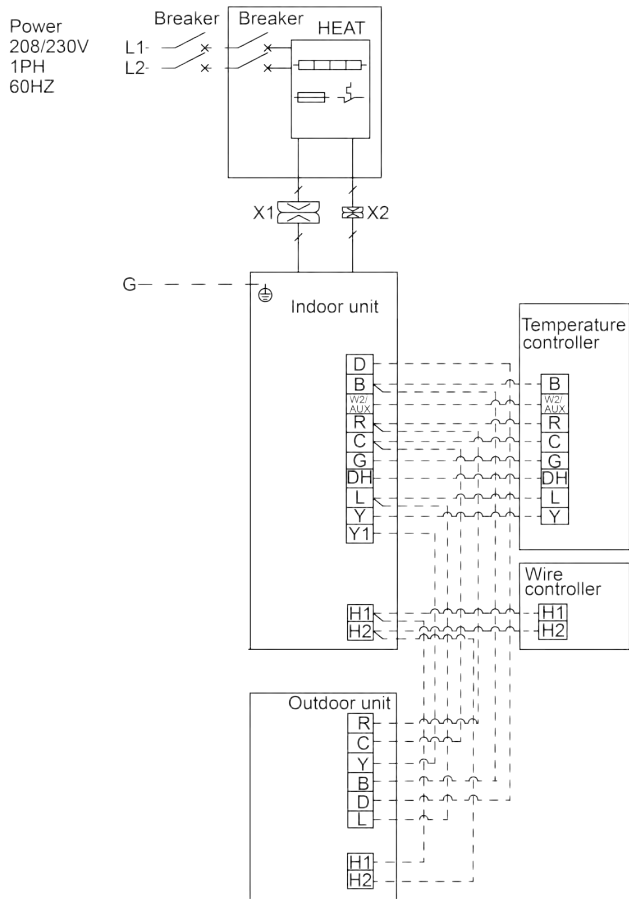 Power
208/230V
1PH
60HZ
Breaker Breaker
L1-
L2-
HEAT
X1 X2
G
Indoor unit
D
B
W2/
AUX
R
C
G
DH
L
Y
Y1
H1
H2
Temperature
controller
B
W2/
AUX
R
C
G
DH
L
Y
Wire
controller
H1
H2
Outdoor unit
R
C
Y
B
D
L
H1
H2